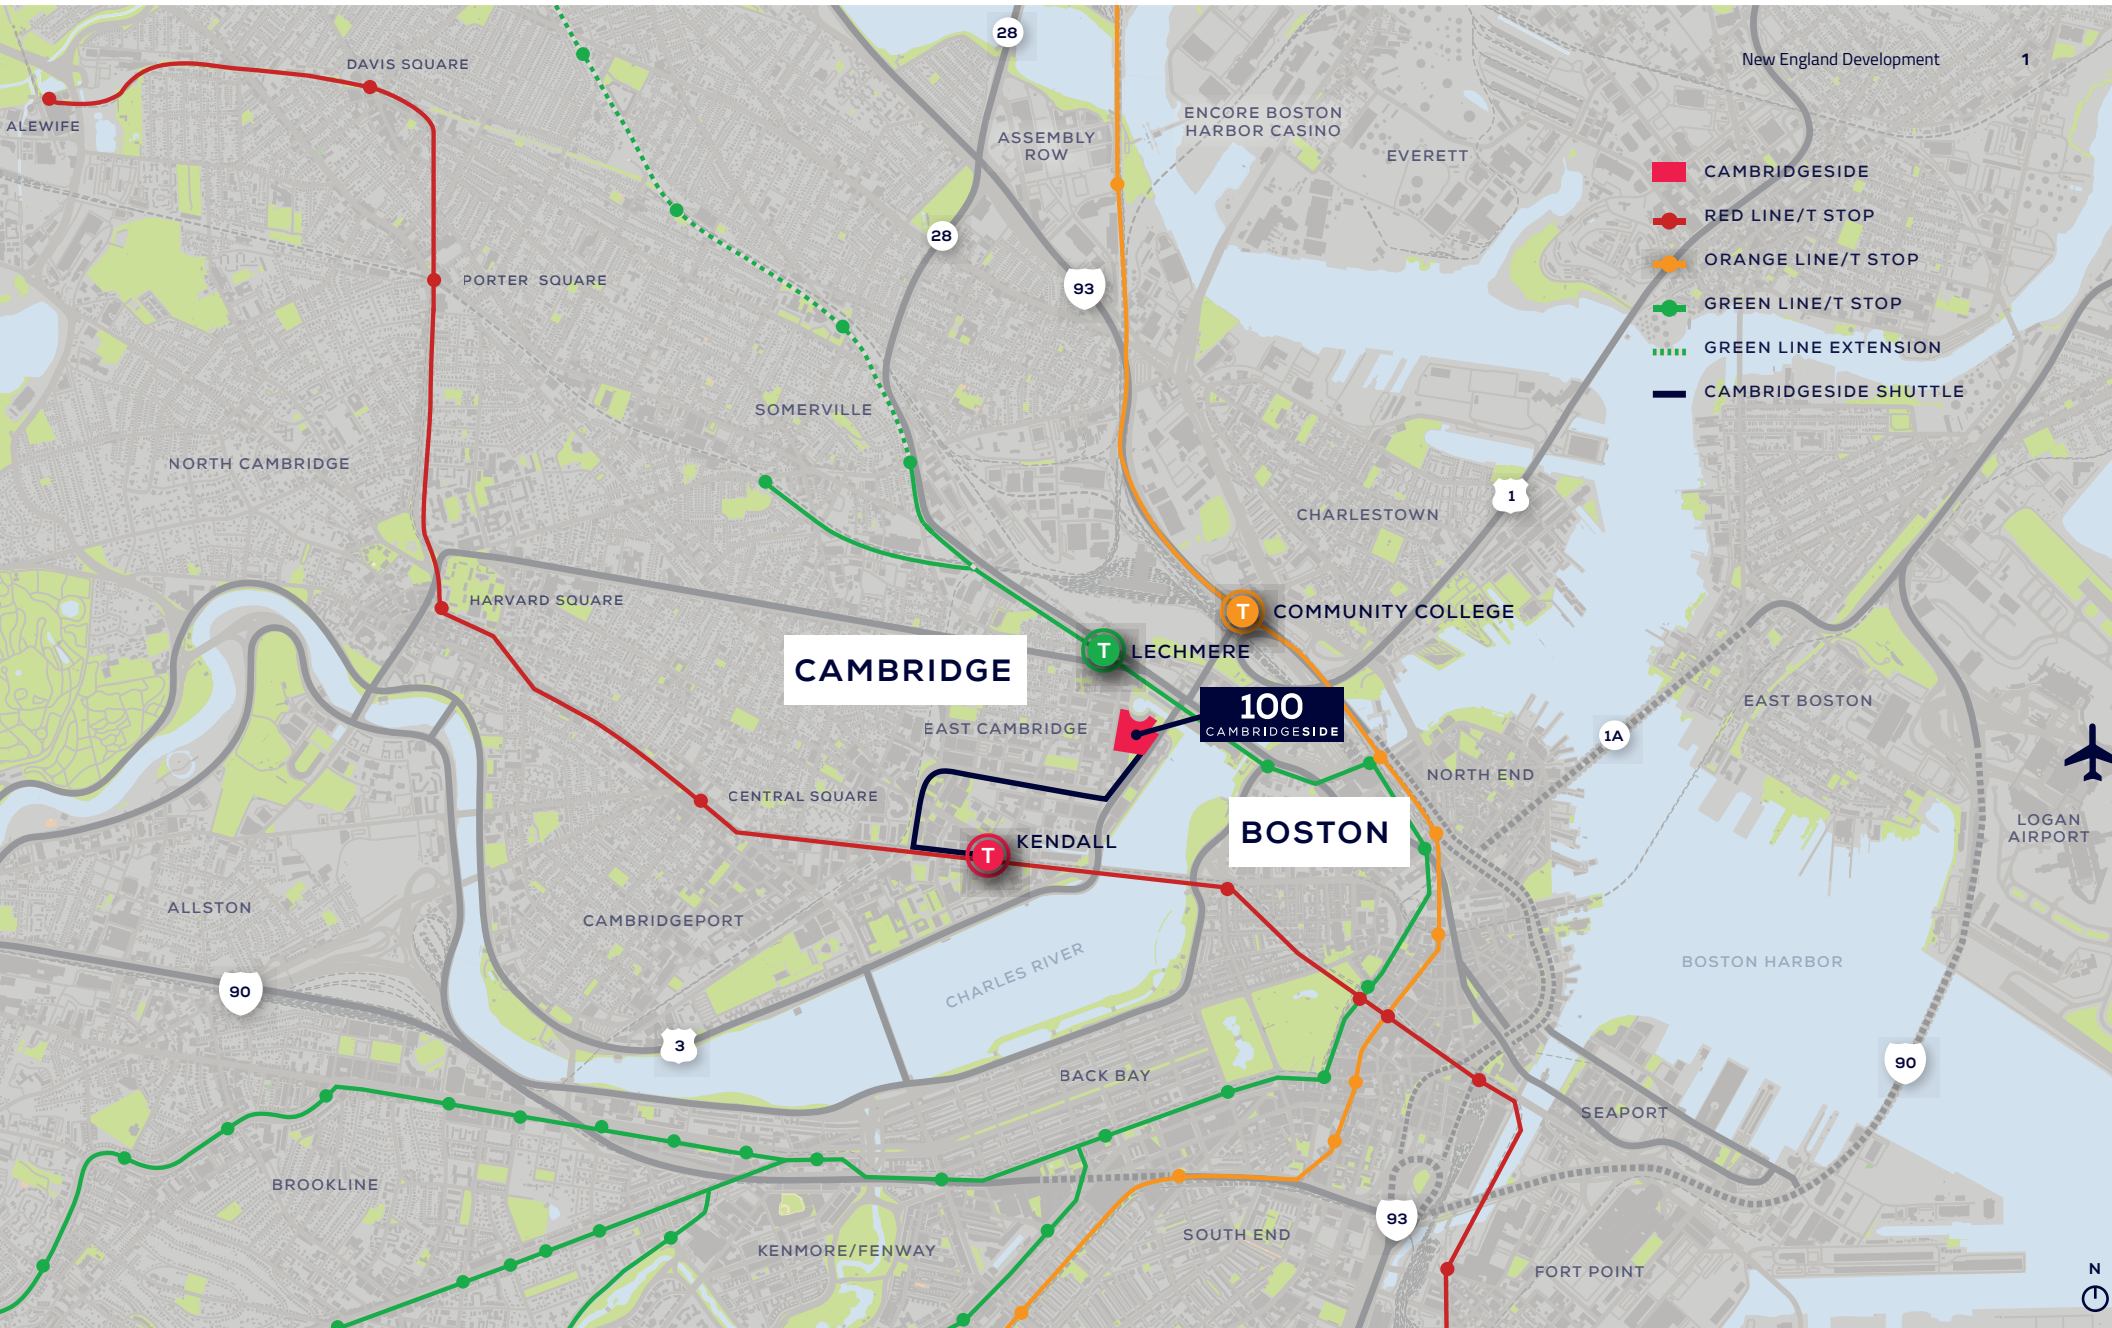 New England Development 1
28
DAVIS SQUARE
ALEWIFE
ENCORE BOSTON
HARBOR CASINO
ASSEMBLY
ROW
EVERETT
CAMBRIDGESIDE
RED LINE/T STOP
ORANGE LINE/T STOP
GREEN LINE/T STOP
GREEN LINE EXTENSION
CAMBRIDGESIDE SHUTTLE
28
PORTER SQUARE
93
SOMERVILLE
NORTH CAMBRIDGE
1
CHARLESTOWN
HARVARD SQUARE
T
COMMUNITY COLLEGE
T
LECHMERE
CAMBRIDGE
100
CAMBRIDGESIDE
EAST CAMBRIDGE
EAST BOSTON
1A
NORTH END
CENTRAL SQUARE
LOGAN
AIRPORT
BOSTON
T
KENDALL
ALLSTON
CAMBRIDGEPORT
CHARLES RIVER
BOSTON HARBOR
90
3
90
BACK BAY
SEAPORT
BROOKLINE
93
SOUTH END
KENMORE/FENWAY
FORT POINT
N